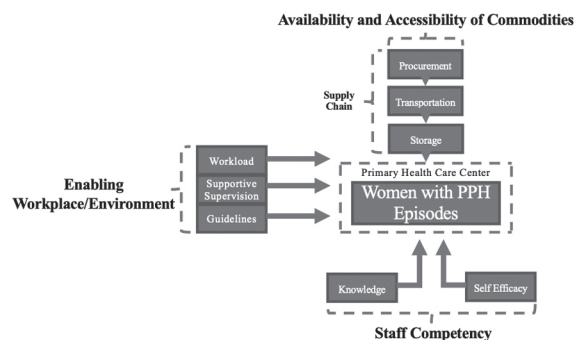 Availability and Accessibility of Commodities
Procurement
Supply
Chain
Transportation
Storage
Workload
Supportive
Supervision
Guidelines
Enabling
Workplace/Environment
Primary Health Care Center
Women with PPH
Episodes
Knowledge
Self Efficacy
Staff Competency